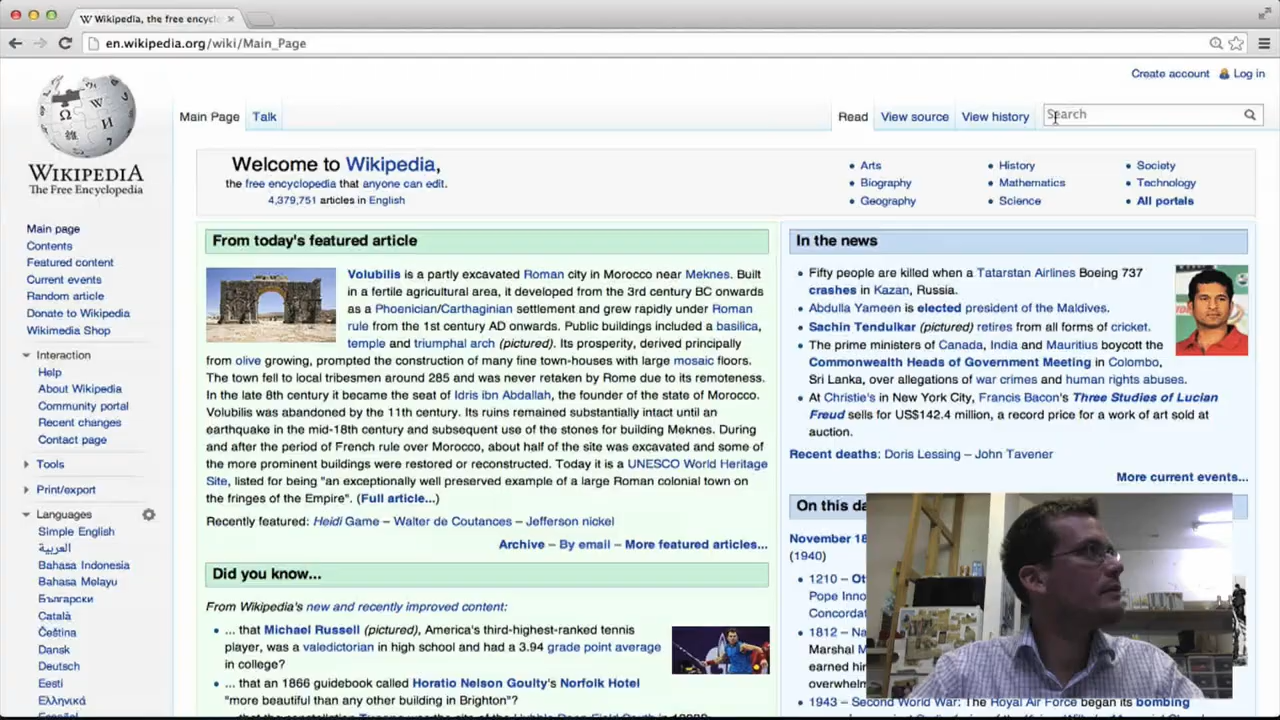 Wikipedia, the free encycl
en.wikipedia.org/wiki/Main_Page
Create account Log in
WIKIPEDIA
The Free Encyclopedia
Main Page Talk Read View source View history Search
Welcome to Wikipedia,
the free encyclopedia that anyone can edit.
4,379,751 articles in English
Arts
Biography
Geography
History
Mathematics
Science
Society
Technology
All portals
Main page
Contents
Featured content
Current events
Random article
Donate to Wikipedia
Wikimedia Shop
Interaction
Help
About Wikipedia
Community portal
Recent changes
Contact page
Tools
Print/export
Languages
Simple English
العربية
Bahasa Indonesia
Bahasa Melayu
Български
Català
Čeština
Dansk
Deutsch
Eesti
Ελληνικά
Español
From today's featured article
Volubilis is a partly excavated Roman city in Morocco near Meknes. Built
in a fertile agricultural area, it developed from the 3rd century BC onwards
as a Phoenician/Carthaginian settlement and grew rapidly under Roman
rule from the 1st century AD onwards. Public buildings included a basilica,
temple and triumphal arch (pictured). Its prosperity, derived principally
from olive growing, prompted the construction of many fine town-houses with large mosaic floors.
The town fell to local tribesmen around 285 and was never retaken by Rome due to its remoteness.
In the late 8th century it became the seat of Idris ibn Abdallah, the founder of the state of Morocco.
Volubilis was abandoned by the 11th century. Its ruins remained substantially intact until an
earthquake in the mid-18th century and subsequent use of the stones for building Meknes. During
and after the period of French rule over Morocco, about half of the site was excavated and some of
the more prominent buildings were restored or reconstructed. Today it is a UNESCO World Heritage
Site, listed for being "an exceptionally well preserved example of a large Roman colonial town on
the fringes of the Empire". (Full article...)
Recently featured: Heidi Game – Walter de Coutances – Jefferson nickel
Archive – By email – More featured articles...
Did you know...
From Wikipedia's new and recently improved content:
... that Michael Russell (pictured), America's third-highest-ranked tennis
player, was a valedictorian in high school and had a 3.94 grade point average
in college?
... that an 1866 guidebook called Horatio Nelson Goulty's Norfolk Hotel
"more beautiful than any other building in Brighton"?
In the news
Fifty people are killed when a Tatarstan Airlines Boeing 737
crashes in Kazan, Russia.
Abdulla Yameen is elected president of the Maldives.
Sachin Tendulkar (pictured) retires from all forms of cricket.
The prime ministers of Canada, India and Mauritius boycott the
Commonwealth Heads of Government Meeting in Colombo,
Sri Lanka, over allegations of war crimes and human rights abuses.
At Christie's in New York City, Francis Bacon's Three Studies of Lucian
Freud sells for US$142.4 million, a record price for a work of art sold at
auction.
Recent deaths: Doris Lessing – John Tavener
More current events...
On this da
November 18
(1940)
1210 – Ot
Pope Inno
Concordat
1812 – Na
Marshal M
earned him
overwhelm
1943 – Second World War: The Royal Air Force began its bombing